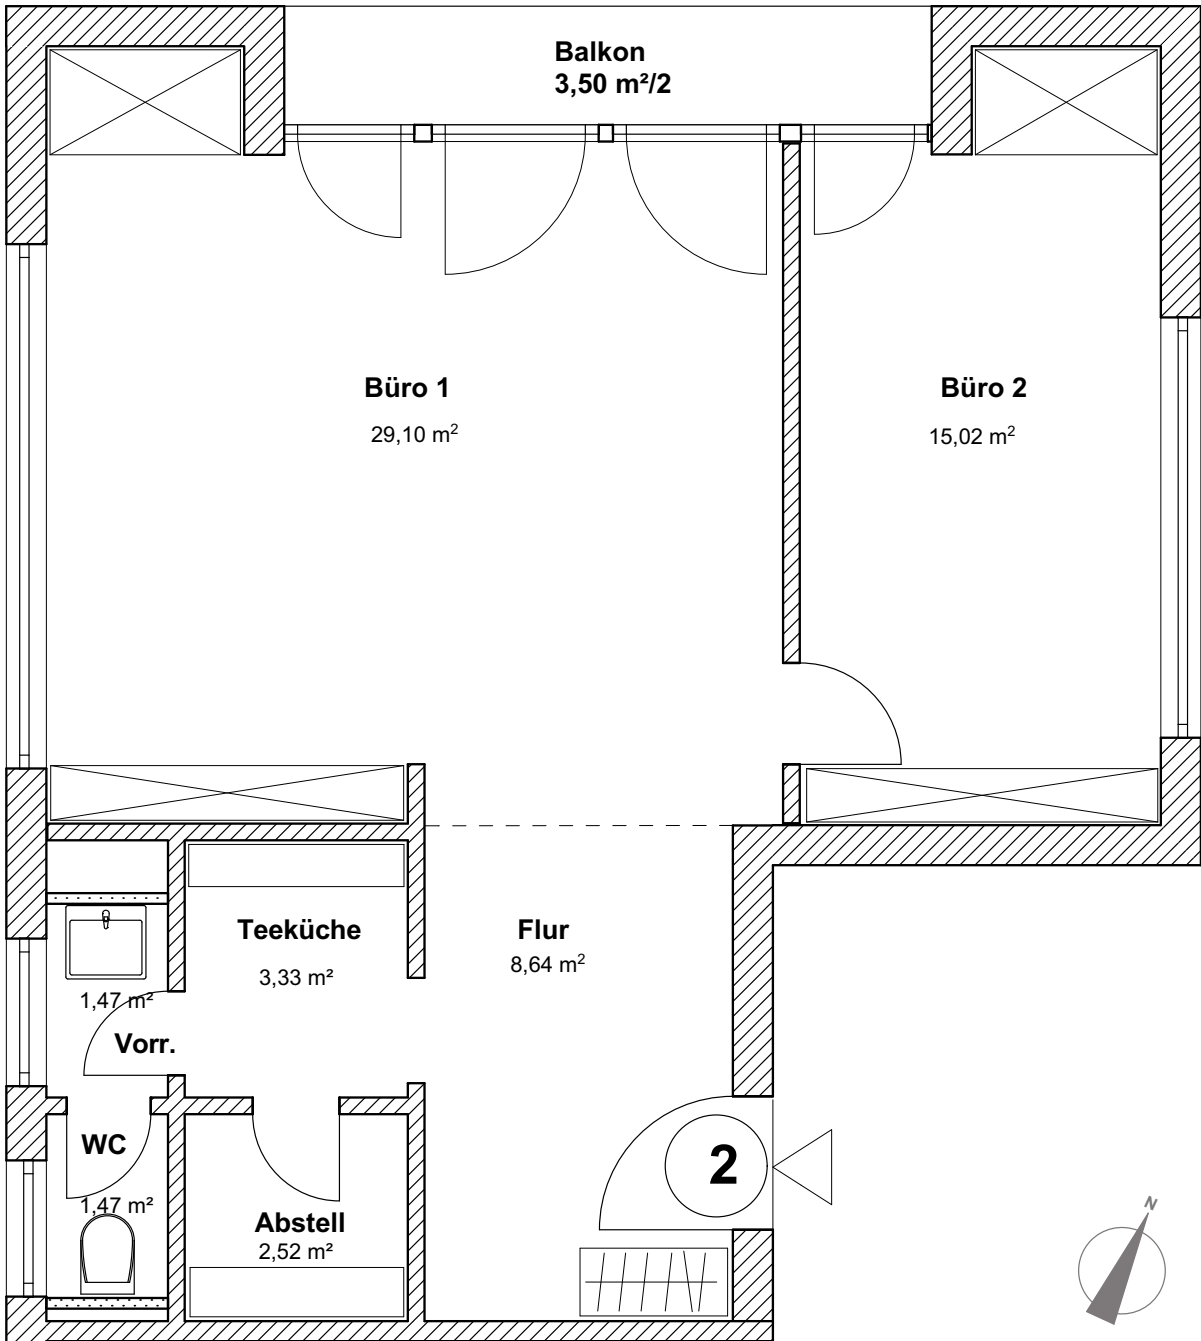 Balkon
3,50 m²/2
Büro 1
29,10 m²
Büro 2
15,02 m²
Teeküche
3,33 m²
Flur
8,64 m²
1,47 m²
Vorr.
WC
1,47 m²
Abstell
2,52 m²
2
N